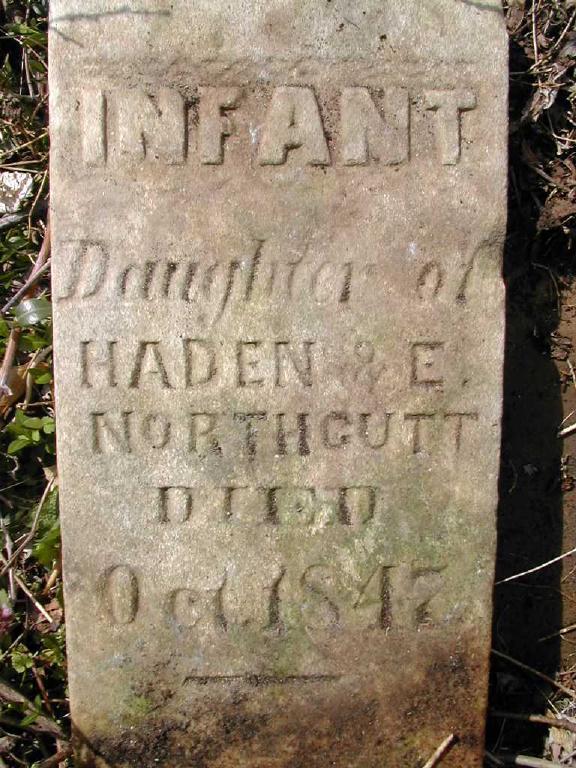 INFANT
Daughter of
HADEN & E.
NORTHCUTT
DIED
Oct. 1847